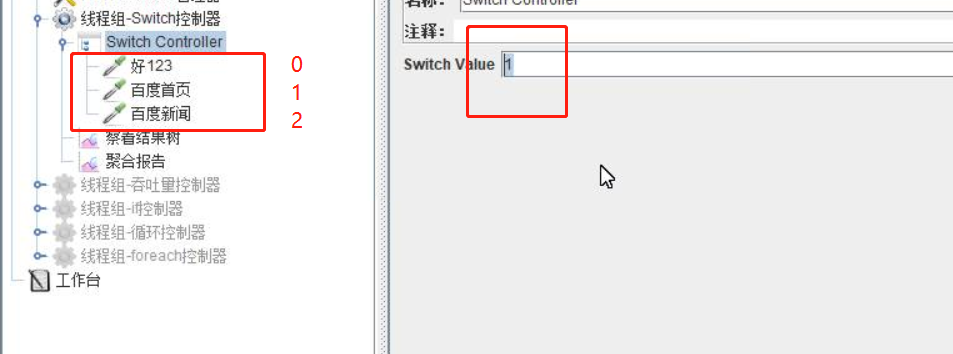 线程组-Switch控制器
Switch Controller
好123 0
百度首页 1
百度新闻 2
察看结果树
聚合报告
线程组-吞吐量控制器
线程组-if控制器
线程组-循环控制器
线程组-foreach控制器
工作台
名称: Switch Controller
注释:
Switch Value 1